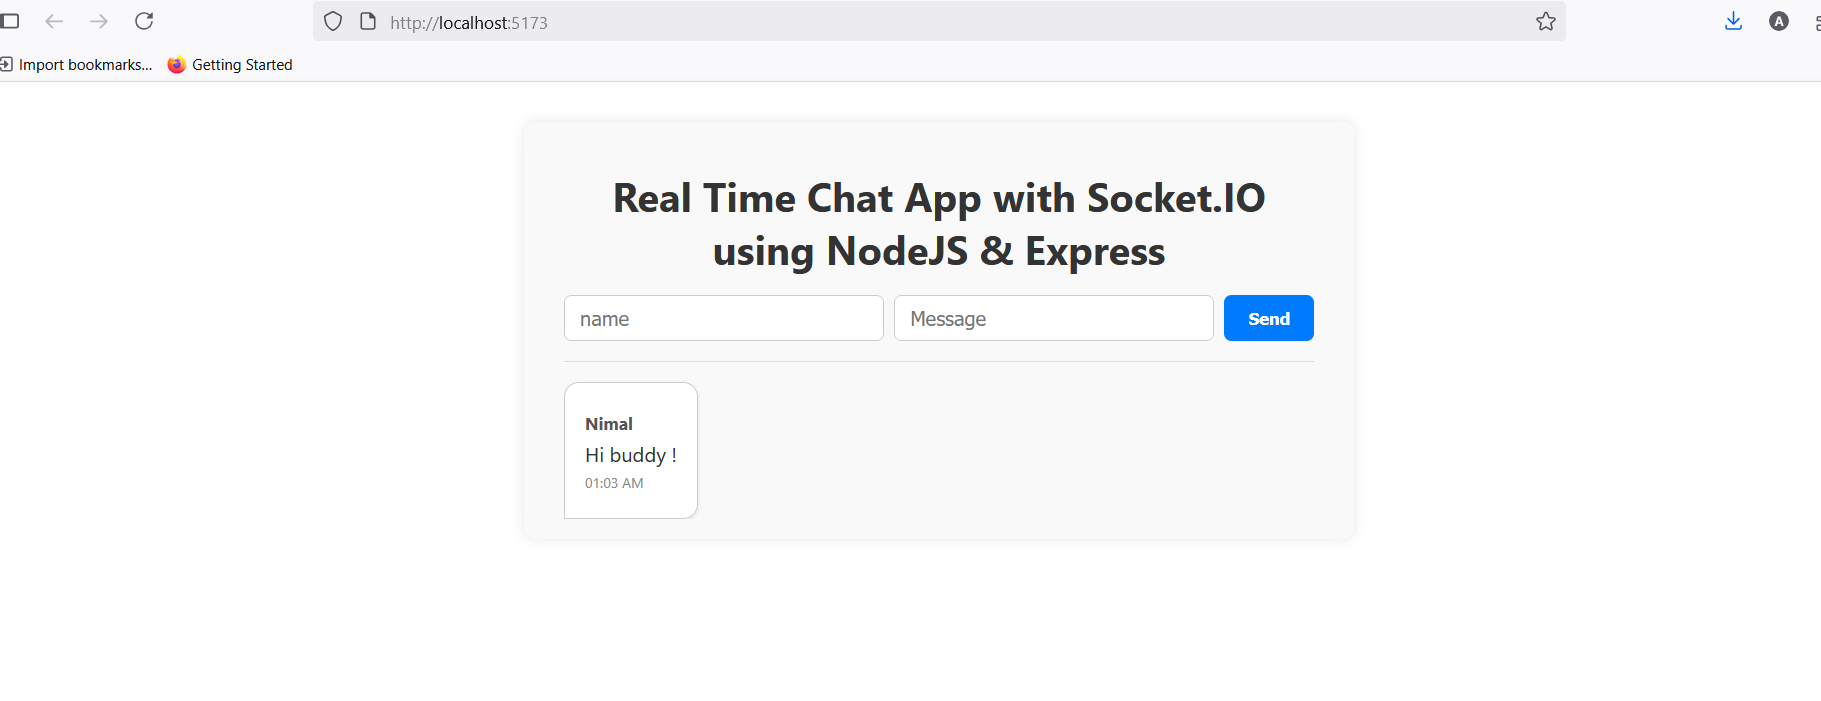 http://localhost:5173
A
Import bookmarks...
Getting Started
Real Time Chat App with Socket.IO
using NodeJS & Express
name
Message
Send
Nimal
Hi buddy !
01:03 AM